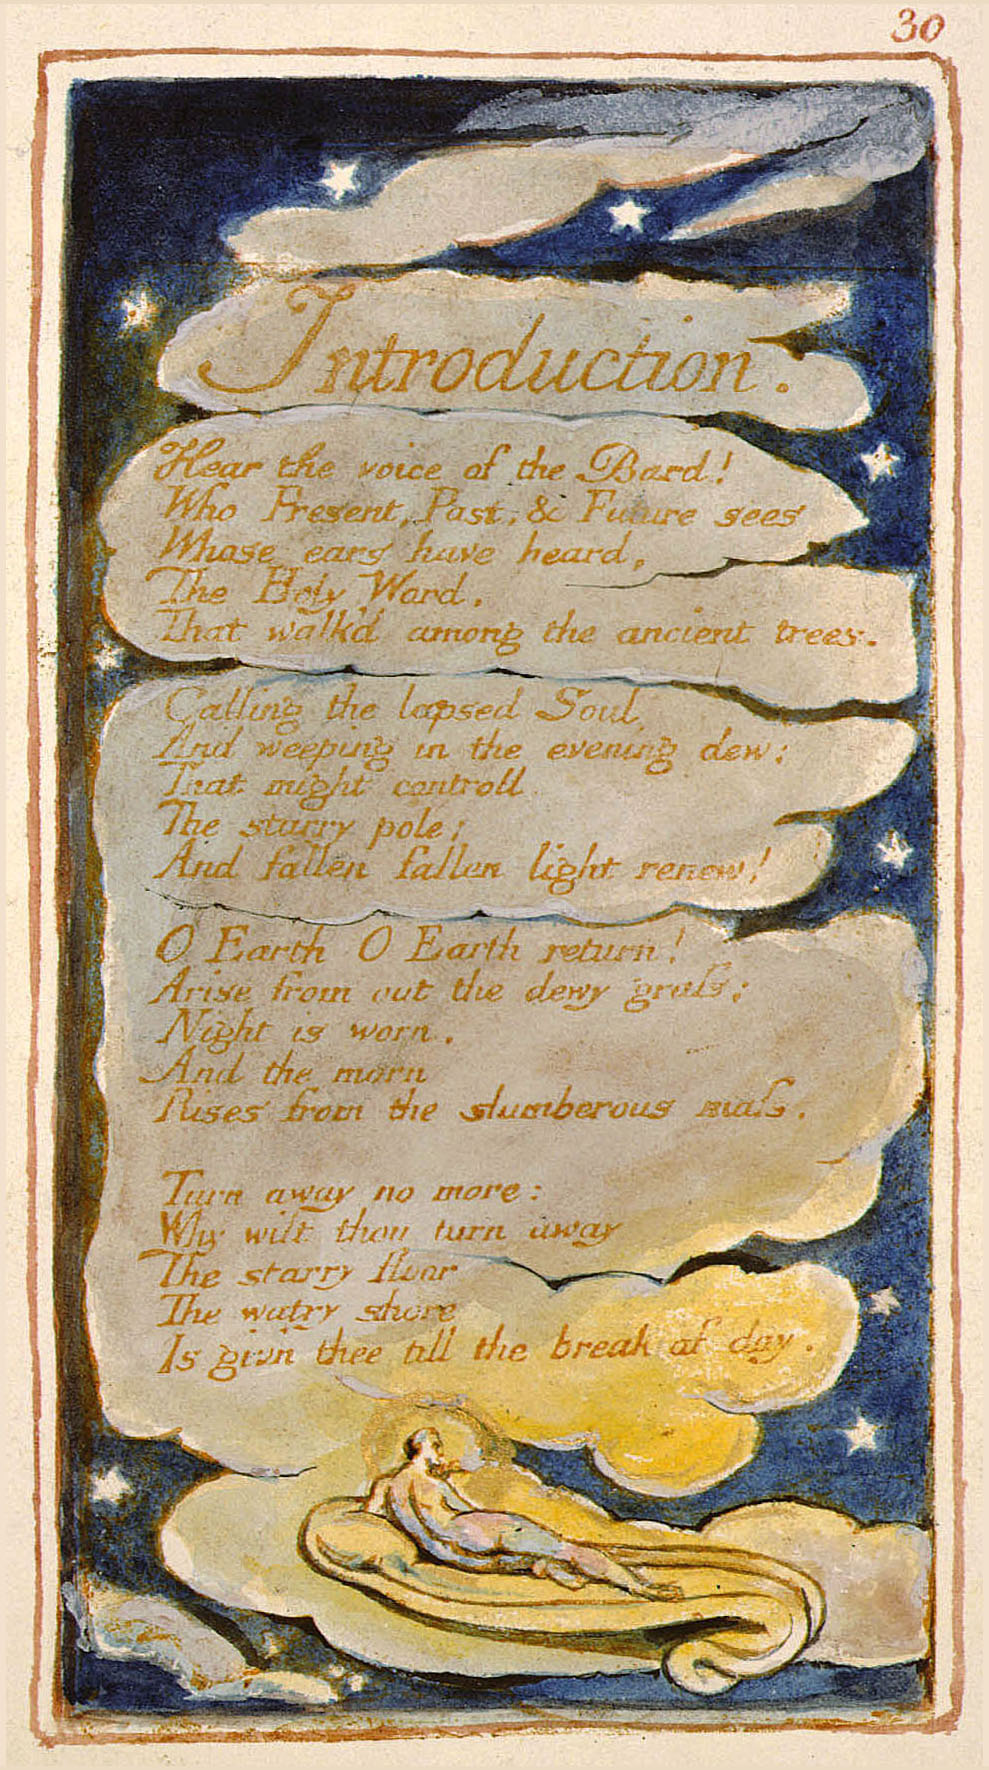 30
Introduction.
Hear the voice of the Bard!
Who Present, Past, & Future sees
Whose ears have heard,
The Holy Word,
That walk'd among the ancient trees.
Calling the lapsed Soul
And weeping in the evening dew:
That might controll
The starry pole;
And fallen fallen light renew!
O Earth O Earth return!
Arise from out the dewy graſs;
Night is worn,
And the morn
Rises from the slumberous maſs.
Turn away no more:
Why wilt thou turn away
The starry floor
The watry shore
Is giv'n thee till the break of day.